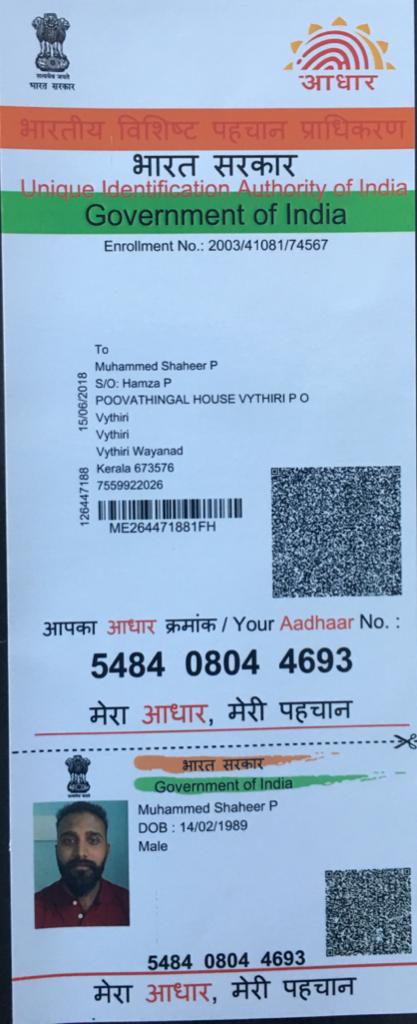 सत्यमेव जयते
भारत सरकार
आधार
भारतीय विशिष्ट पहचान प्राधिकरण
भारत सरकार
Unique Identification Authority of India
Government of India
Enrollment No.: 2003/41081/74567
To
Muhammed Shaheer P
S/O: Hamza P
POOVATHINGAL HOUSE VYTHIRI P O
Vythiri
Vythiri
Vythiri Wayanad
Kerala 673576
7559922026
126447188 15/06/2018
ME264471881FH
आपका आधार क्रमांक / Your Aadhaar No. :
5484 0804 4693
मेरा आधार, मेरी पहचान
भारत सरकार
Government of India
Muhammed Shaheer P
DOB : 14/02/1989
Male
5484 0804 4693
मेरा आधार, मेरी पहचान